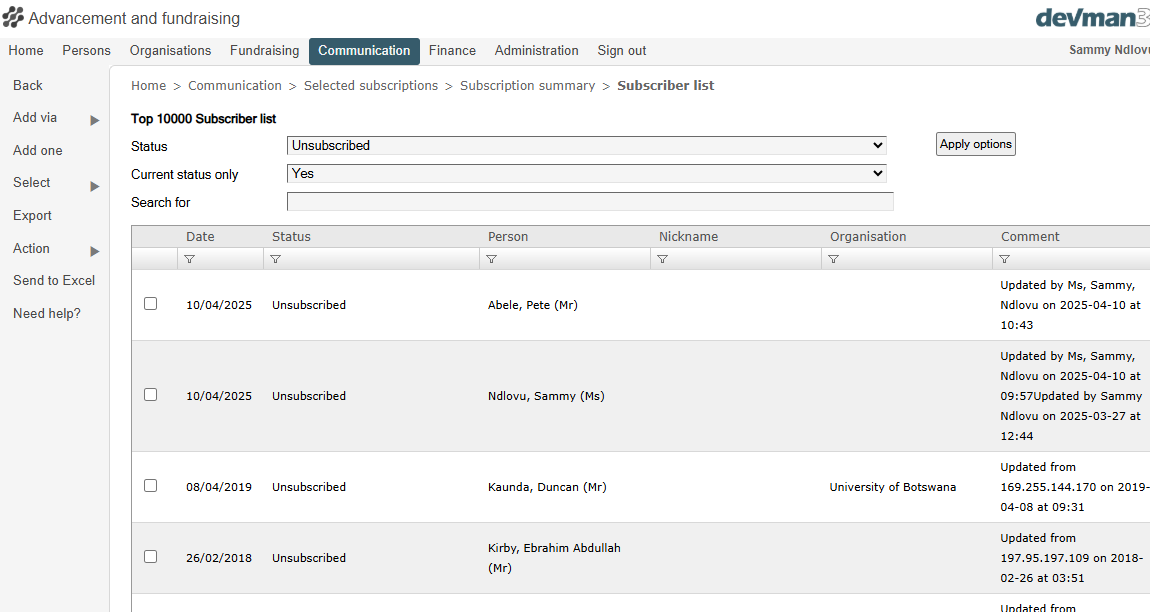 Advancement and fundraising
devman3
Home Persons Organisations Fundraising Communication Finance Administration Sign out
Sammy Ndlovu
Back
Add via
Add one
Select
Export
Action
Send to Excel
Need help?
Home > Communication > Selected subscriptions > Subscription summary > Subscriber list
Top 10000 Subscriber list
Status Unsubscribed Apply options
Current status only Yes
Search for
Date Status Person Nickname Organisation Comment
10/04/2025 Unsubscribed Abele, Pete (Mr)
Updated by Ms, Sammy,
Ndlovu on 2025-04-10 at
10:43
10/04/2025 Unsubscribed Ndlovu, Sammy (Ms)
Updated by Ms, Sammy,
Ndlovu on 2025-04-10 at
09:57Updated by Sammy
Ndlovu on 2025-03-27 at
12:44
08/04/2019 Unsubscribed Kaunda, Duncan (Mr) University of Botswana
Updated from
169.255.144.170 on 2019-
04-08 at 09:31
26/02/2018 Unsubscribed
Kirby, Ebrahim Abdullah
(Mr)
Updated from
197.95.197.109 on 2018-
02-26 at 03:51
Updated from